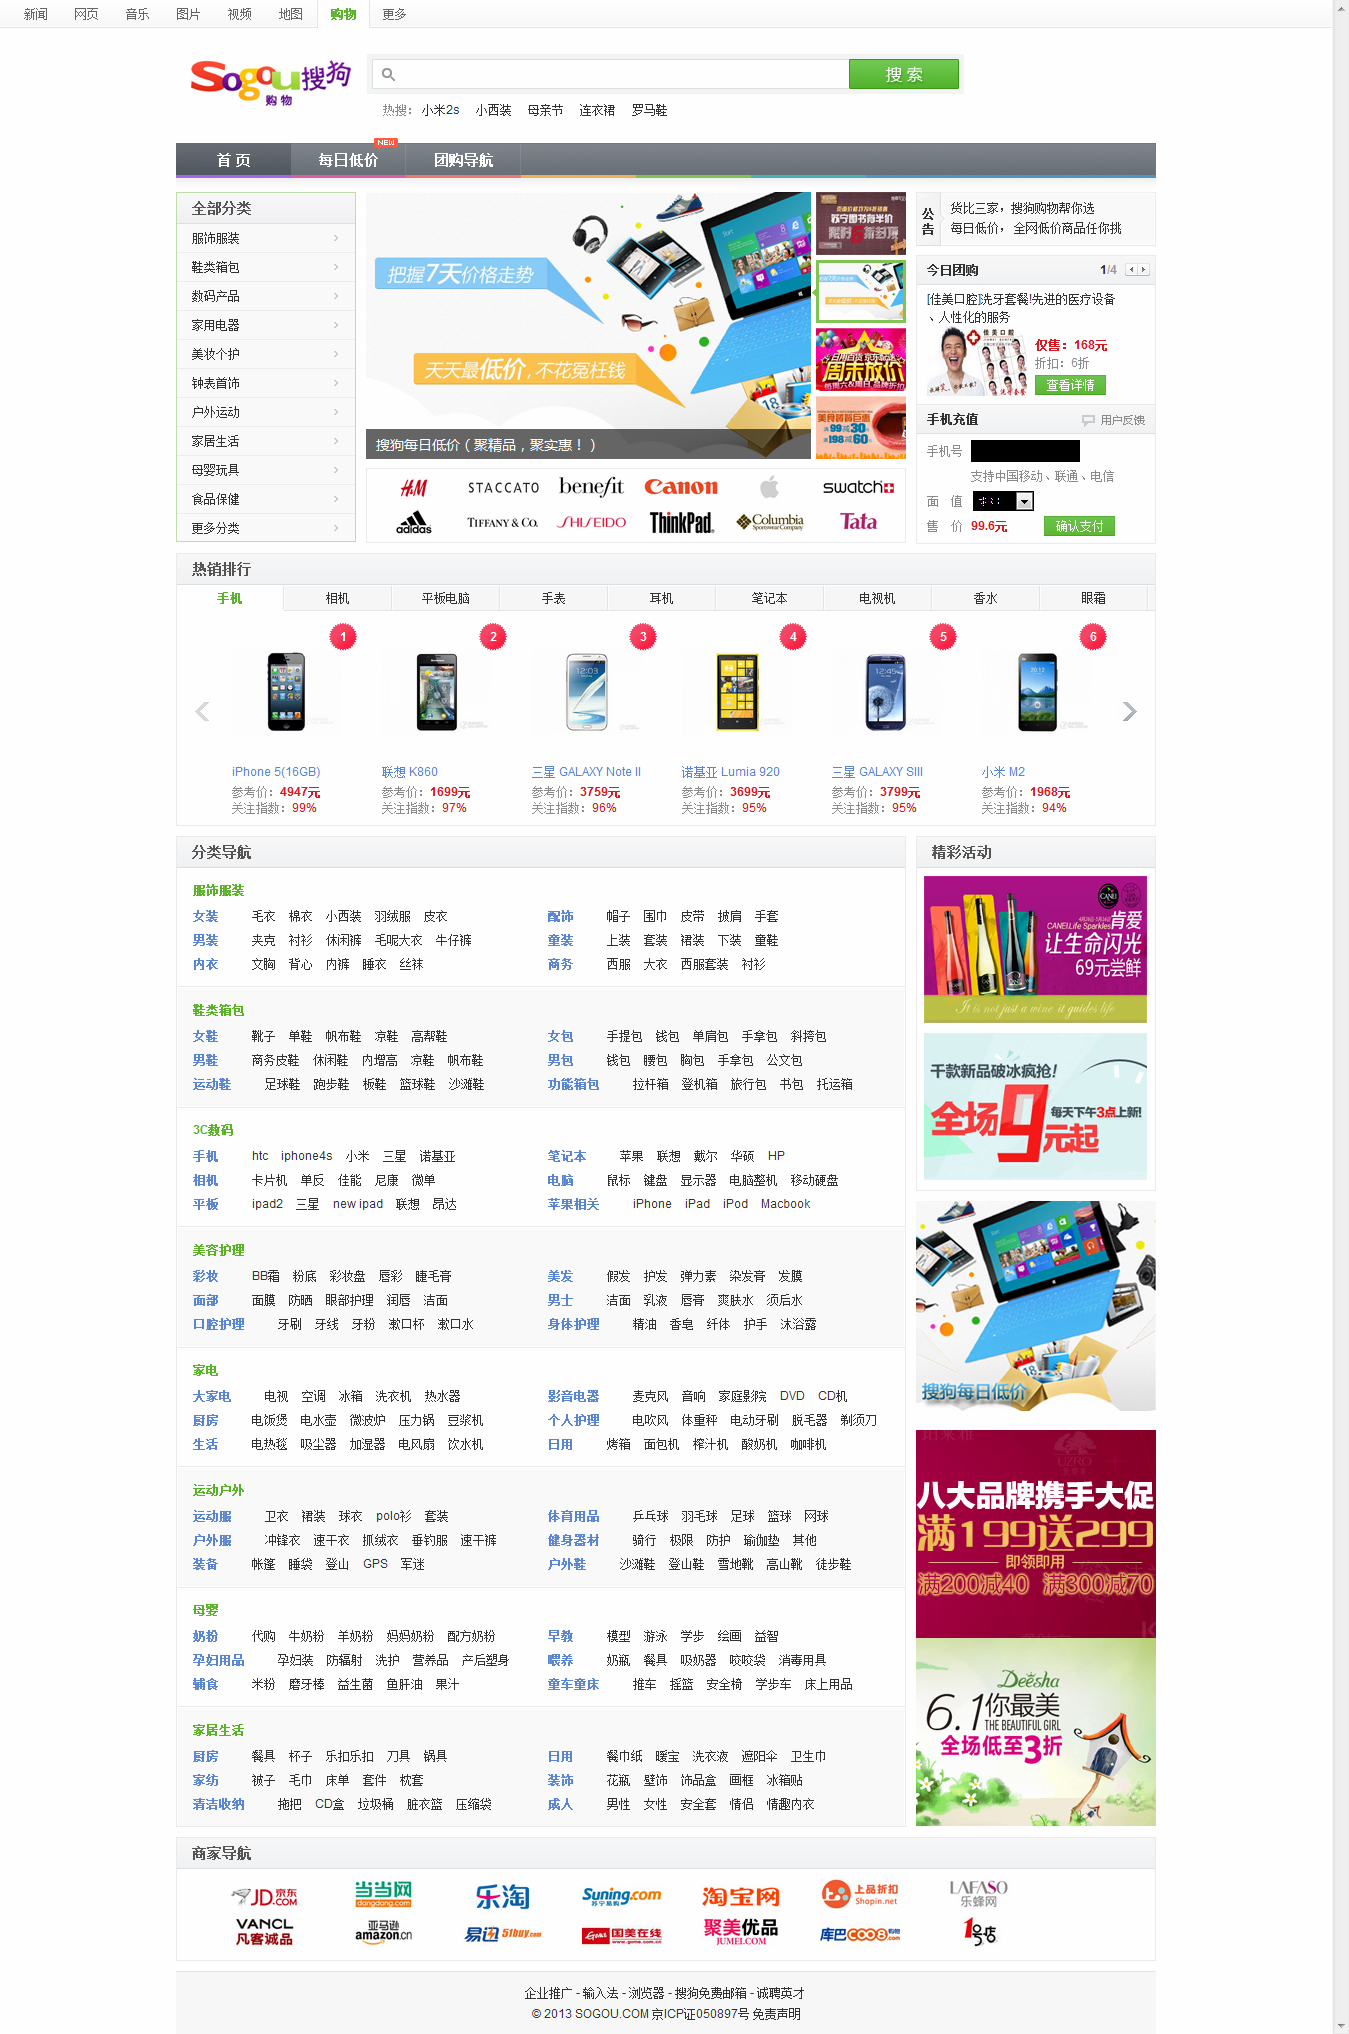 新闻 网页 音乐 图片 视频 地图 购物 更多
Sogou搜狗 购物
搜 索
热搜： 小米2s 小西装 母亲节 连衣裙 罗马鞋
首 页 每日低价 NEW 团购导航
全部分类
服饰服装
鞋类箱包
数码产品
家用电器
美妆个护
钟表首饰
户外运动
家居生活
母婴玩具
食品保健
更多分类
把握7天价格走势
天天最低价，不花冤枉钱
搜狗每日低价（聚精品，聚实惠！）
苏宁图书有半价
周末放价
美食餐餐巨惠
满99减30
满198减60
公告
货比三家，搜狗购物帮你选
每日低价，全网低价商品任你挑
今日团购 1/4
[佳美口腔]洗牙套餐!先进的医疗设备
、人性化的服务
佳美口腔
仅售：168元
折扣：6折
查看详情
手机充值 用户反馈
手机号
支持中国移动、联通、电信
面 值
售 价 99.6元 确认支付
H&M STACCATO benefit Canon swatch
adidas TIFFANY & CO. SHISEIDO ThinkPad Columbia Sportswear Company Tata
热销排行
手机 相机 平板电脑 手表 耳机 笔记本 电视机 香水 眼霜
1 2 3 4 5 6
iPhone 5(16GB) 联想 K860 三星 GALAXY Note II 诺基亚 Lumia 920 三星 GALAXY SIII 小米 M2
参考价：4947元 参考价：1699元 参考价：3759元 参考价：3699元 参考价：3799元 参考价：1968元
关注指数：99% 关注指数：97% 关注指数：96% 关注指数：95% 关注指数：95% 关注指数：94%
分类导航
服饰服装
女装 毛衣 棉衣 小西装 羽绒服 皮衣 配饰 帽子 围巾 皮带 披肩 手套
男装 夹克 衬衫 休闲裤 毛呢大衣 牛仔裤 童装 上装 套装 裙装 下装 童鞋
内衣 文胸 背心 内裤 睡衣 丝袜 商务 西服 大衣 西服套装 衬衫
鞋类箱包
女鞋 靴子 单鞋 帆布鞋 凉鞋 高帮鞋 女包 手提包 钱包 单肩包 手拿包 斜挎包
男鞋 商务皮鞋 休闲鞋 内增高 凉鞋 帆布鞋 男包 钱包 腰包 胸包 手拿包 公文包
运动鞋 足球鞋 跑步鞋 板鞋 篮球鞋 沙滩鞋 功能箱包 拉杆箱 登机箱 旅行包 书包 托运箱
3C数码
手机 htc iphone4s 小米 三星 诺基亚 笔记本 苹果 联想 戴尔 华硕 HP
相机 卡片机 单反 佳能 尼康 微单 电脑 鼠标 键盘 显示器 电脑整机 移动硬盘
平板 ipad2 三星 new ipad 联想 昂达 苹果相关 iPhone iPad iPod Macbook
美容护理
彩妆 BB霜 粉底 彩妆盘 唇彩 睫毛膏 美发 假发 护发 弹力素 染发膏 发膜
面部 面膜 防晒 眼部护理 润唇 洁面 男士 洁面 乳液 唇膏 爽肤水 须后水
口腔护理 牙刷 牙线 牙粉 漱口杯 漱口水 身体护理 精油 香皂 纤体 护手 沐浴露
家电
大家电 电视 空调 冰箱 洗衣机 热水器 影音电器 麦克风 音响 家庭影院 DVD CD机
厨房 电饭煲 电水壶 微波炉 压力锅 豆浆机 个人护理 电吹风 体重秤 电动牙刷 脱毛器 剃须刀
生活 电热毯 吸尘器 加湿器 电风扇 饮水机 日用 烤箱 面包机 榨汁机 酸奶机 咖啡机
运动户外
运动服 卫衣 裙装 球衣 polo衫 套装 体育用品 乒乓球 羽毛球 足球 篮球 网球
户外服 冲锋衣 速干衣 抓绒衣 垂钓服 速干裤 健身器材 骑行 极限 防护 瑜伽垫 其他
装备 帐篷 睡袋 登山 GPS 军迷 户外鞋 沙滩鞋 登山鞋 雪地靴 高山靴 徒步鞋
母婴
奶粉 代购 牛奶粉 羊奶粉 妈妈奶粉 配方奶粉 早教 模型 游泳 学步 绘画 益智
孕妇用品 孕妇装 防辐射 洗护 营养品 产后塑身 喂养 奶瓶 餐具 吸奶器 咬咬袋 消毒用具
辅食 米粉 磨牙棒 益生菌 鱼肝油 果汁 童车童床 推车 摇篮 安全椅 学步车 床上用品
家居生活
厨房 餐具 杯子 乐扣乐扣 刀具 锅具 日用 餐巾纸 暖宝 洗衣液 遮阳伞 卫生巾
家纺 被子 毛巾 床单 套件 枕套 装饰 花瓶 壁饰 饰品盒 画框 冰箱贴
清洁收纳 拖把 CD盒 垃圾桶 脏衣篮 压缩袋 成人 男性 女性 安全套 情侣 情趣内衣
精彩活动
CANEI
CANEILife Sparkles 肯爱
让生命闪光
69元尝鲜
It is not just a wine it guides life
千款新品破冰疯抢！
全场9元起
每天下午3点上新!
搜狗每日低价
UZRO
八大品牌携手大促
满199送299
即领即用
满200减40 满300减70
Deesha
6.1你最美
THE BEAUTIFUL GIRL
全场低至3折
商家导航
JD.COM 京东 当当网 dangdang.com 乐淘 Suning.com 苏宁易购 淘宝网 上品折扣 Shopin.net LAFASO 乐蜂网
VANCL 凡客诚品 亚马逊 amazon.cn 易迅 51buy.com GOME 国美在线 www.gome.com.cn 聚美优品 JUMEI.COM 库巴 COO8 购物 1号店
企业推广 - 输入法 - 浏览器 - 搜狗免费邮箱 - 诚聘英才
© 2013 SOGOU.COM 京ICP证050897号 免责声明